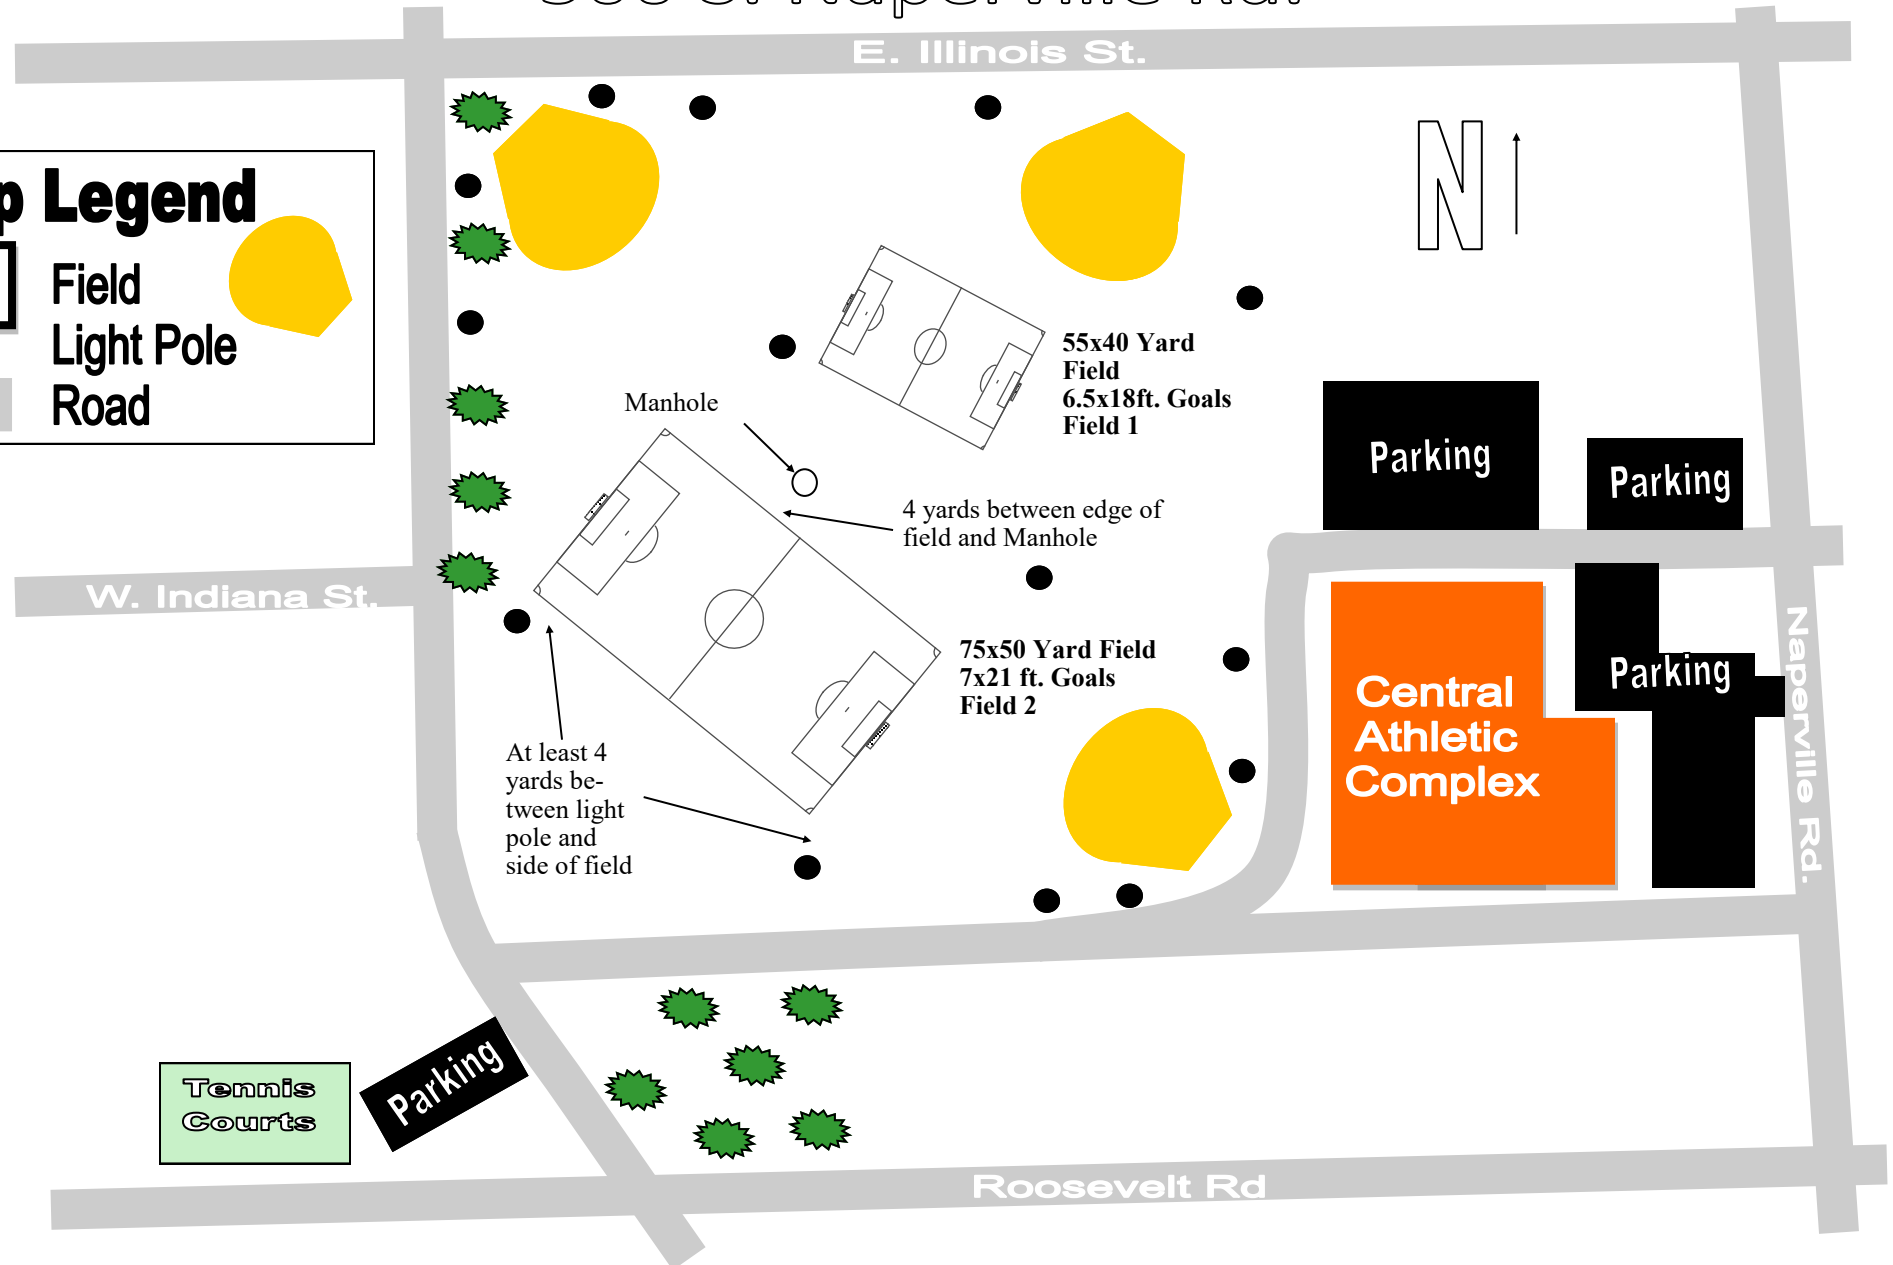 E. Illinois St.
Legend
Field
Light Pole
Road
N
55x40 Yard
Field
6.5x18ft. Goals
Field 1
Manhole
4 yards between edge of
field and Manhole
Parking
Parking
W. Indiana St.
75x50 Yard Field
7x21 ft. Goals
Field 2
Central
Athletic
Complex
Parking
Naperville Rd.
At least 4
yards be-
tween light
pole and
side of field
Parking
Tennis
Courts
Roosevelt Rd